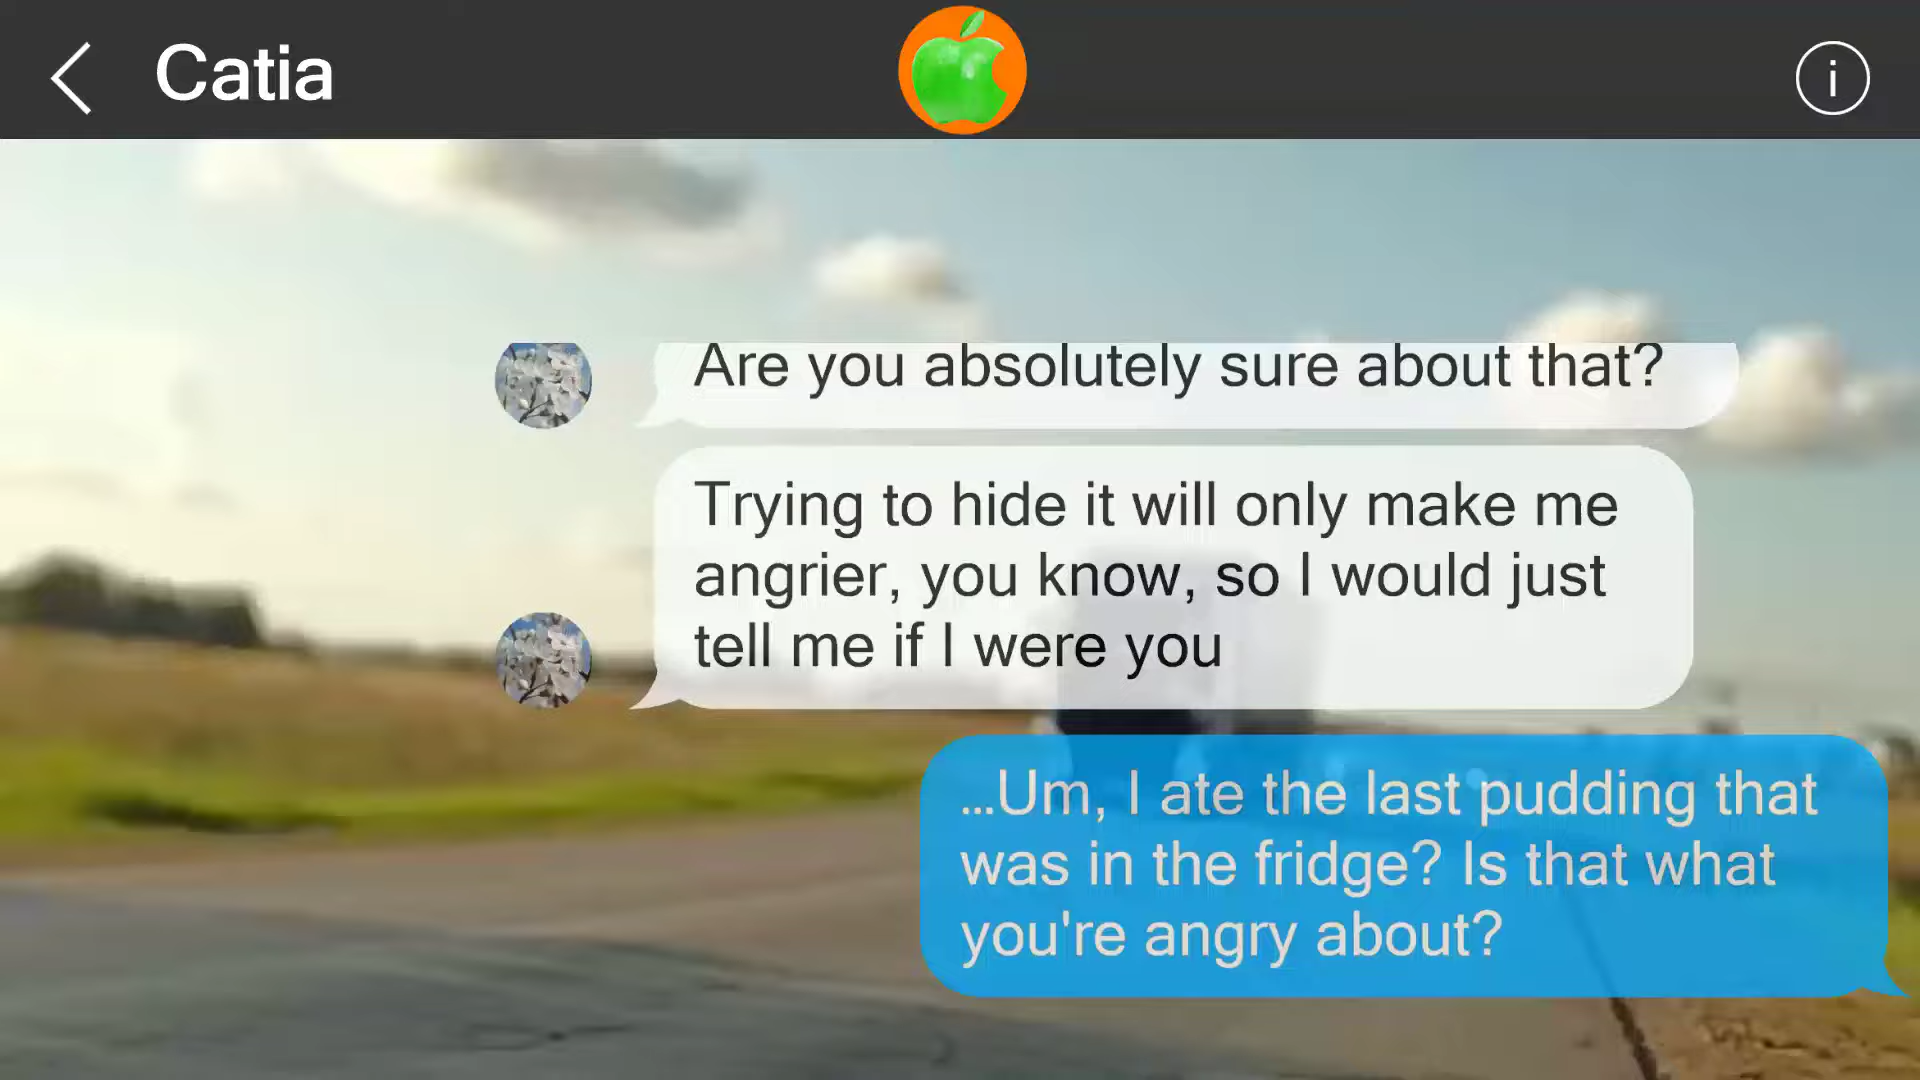 Catia
i
Are you absolutely sure about that?
Trying to hide it will only make me
angrier, you know, so I would just
tell me if I were you
...Um, I ate the last pudding that
was in the fridge? Is that what
you're angry about?